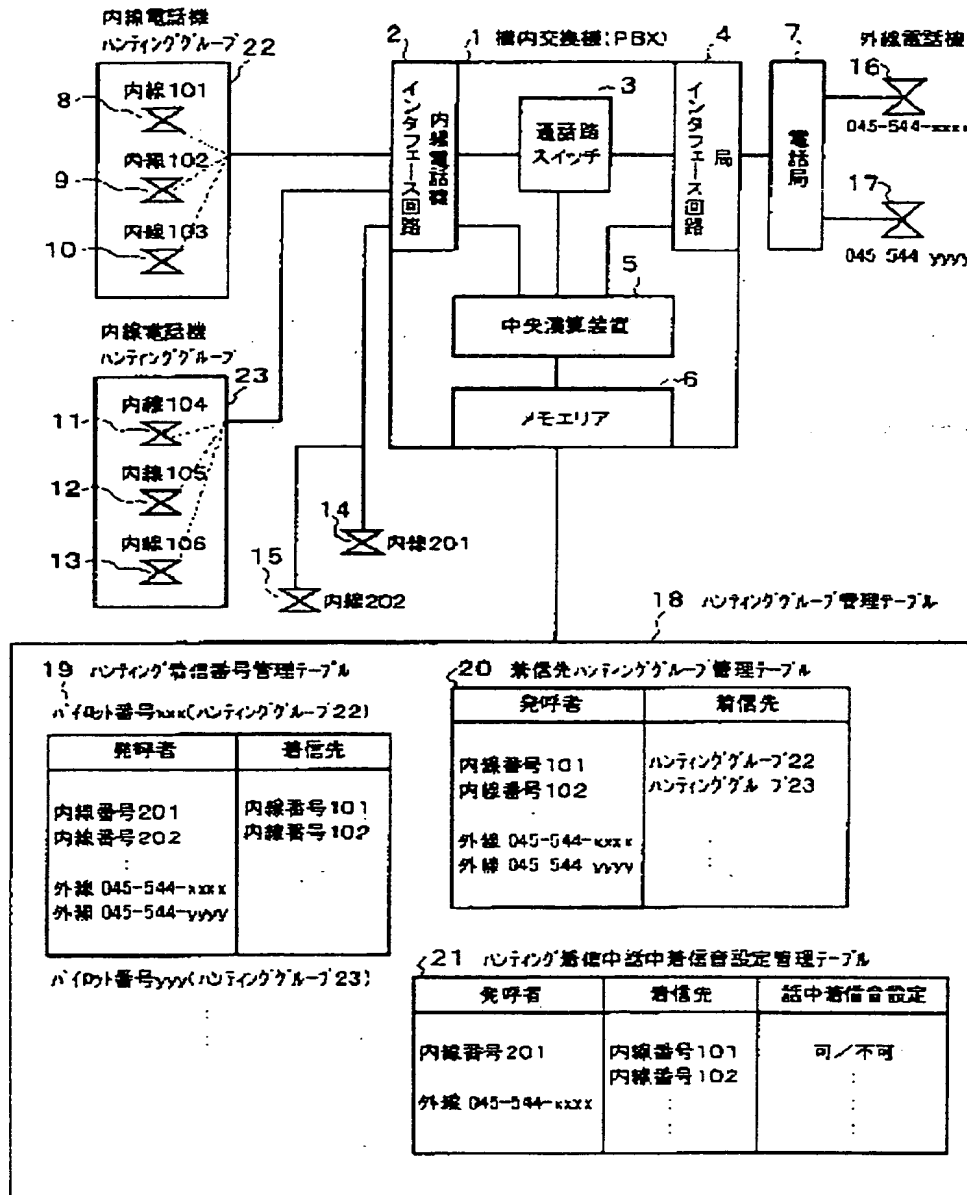 内線電話機
ハンティンググループ 22
内線101
8
内線102
9
内線103
10
2
1 構内交換機(PBX)
4
7
外線電話機
16
045-544-xxxx
17
045 544 yyyy
内線電話機
インタフェース回路
3
通話路
スイッチ
局
インタフェース回路
電話局
5
中央演算装置
6
メモエリア
内線電話機
ハンティンググループ
23
内線104
11
内線105
12
内線106
13
14
内線201
15
内線202
18 ハンティンググループ管理テーブル
19 ハンティング着信番号管理テーブル
パイロット番号xxx(ハンティンググループ22)
発呼者 着信先
内線番号201 内線番号101
内線番号202 内線番号102
外線 045-544-xxxx
外線 045-544-yyyy
パイロット番号yyy(ハンティンググループ23)
20 着信先ハンティンググループ管理テーブル
発呼者 着信先
内線番号101 ハンティンググループ22
内線番号102 ハンティンググル プ23
外線 045-544-xxxx
外線 045 544 yyyy
21 ハンティング着信中話中着信音設定管理テーブル
発呼者 着信先 話中着信音設定
内線番号201 内線番号101 可/不可
内線番号102
外線 045-544-xxxx